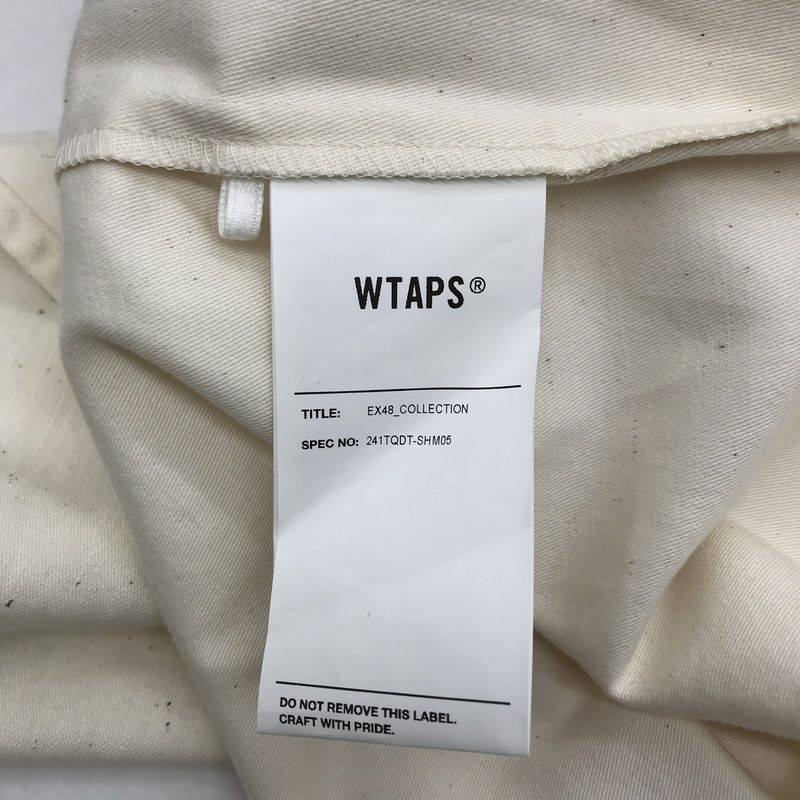 WTAPS®
TITLE: EX48_COLLECTION
SPEC NO: 241TQDT-SHM05
DO NOT REMOVE THIS LABEL.
CRAFT WITH PRIDE.